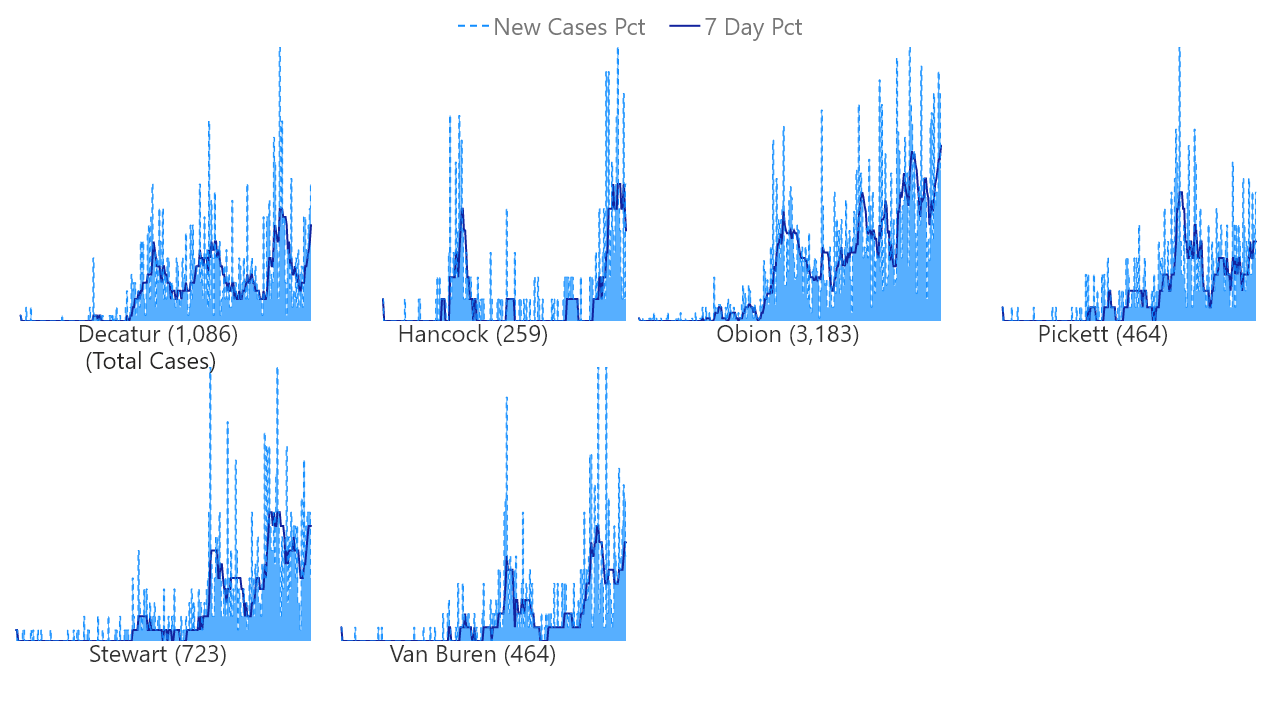 New Cases Pct 7 Day Pct
Decatur (1,086)
(Total Cases)
Hancock (259)
Obion (3,183)
Pickett (464)
Stewart (723)
Van Buren (464)